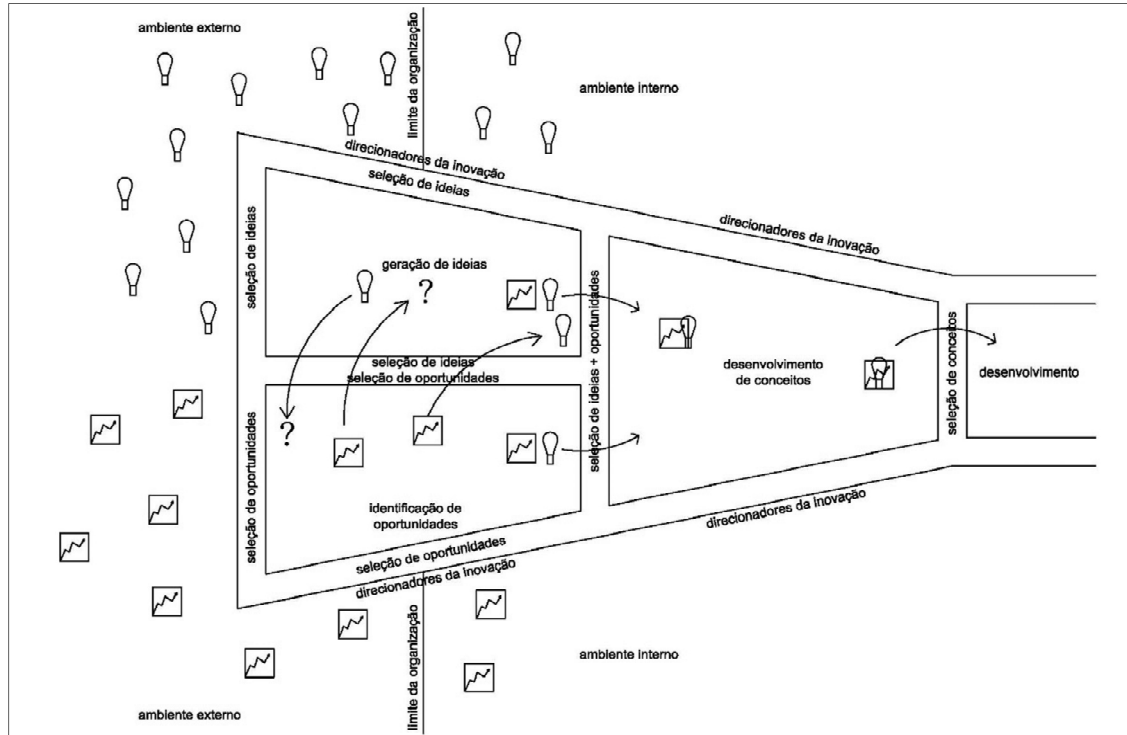 ambiente externo
ambiente interno
limite da organização
direcionadores da inovação
seleção de ideias
direcionadores da inovação
seleção de ideias
geração de ideias
?
seleção de ideias
seleção de oportunidades
seleção de ideias + oportunidades
desenvolvimento
de conceitos
seleção de conceitos
desenvolvimento
?
seleção de oportunidades
identificação de
oportunidades
direcionadores da inovação
seleção de oportunidades
direcionadores da inovação
limite da organização
ambiente interno
ambiente externo